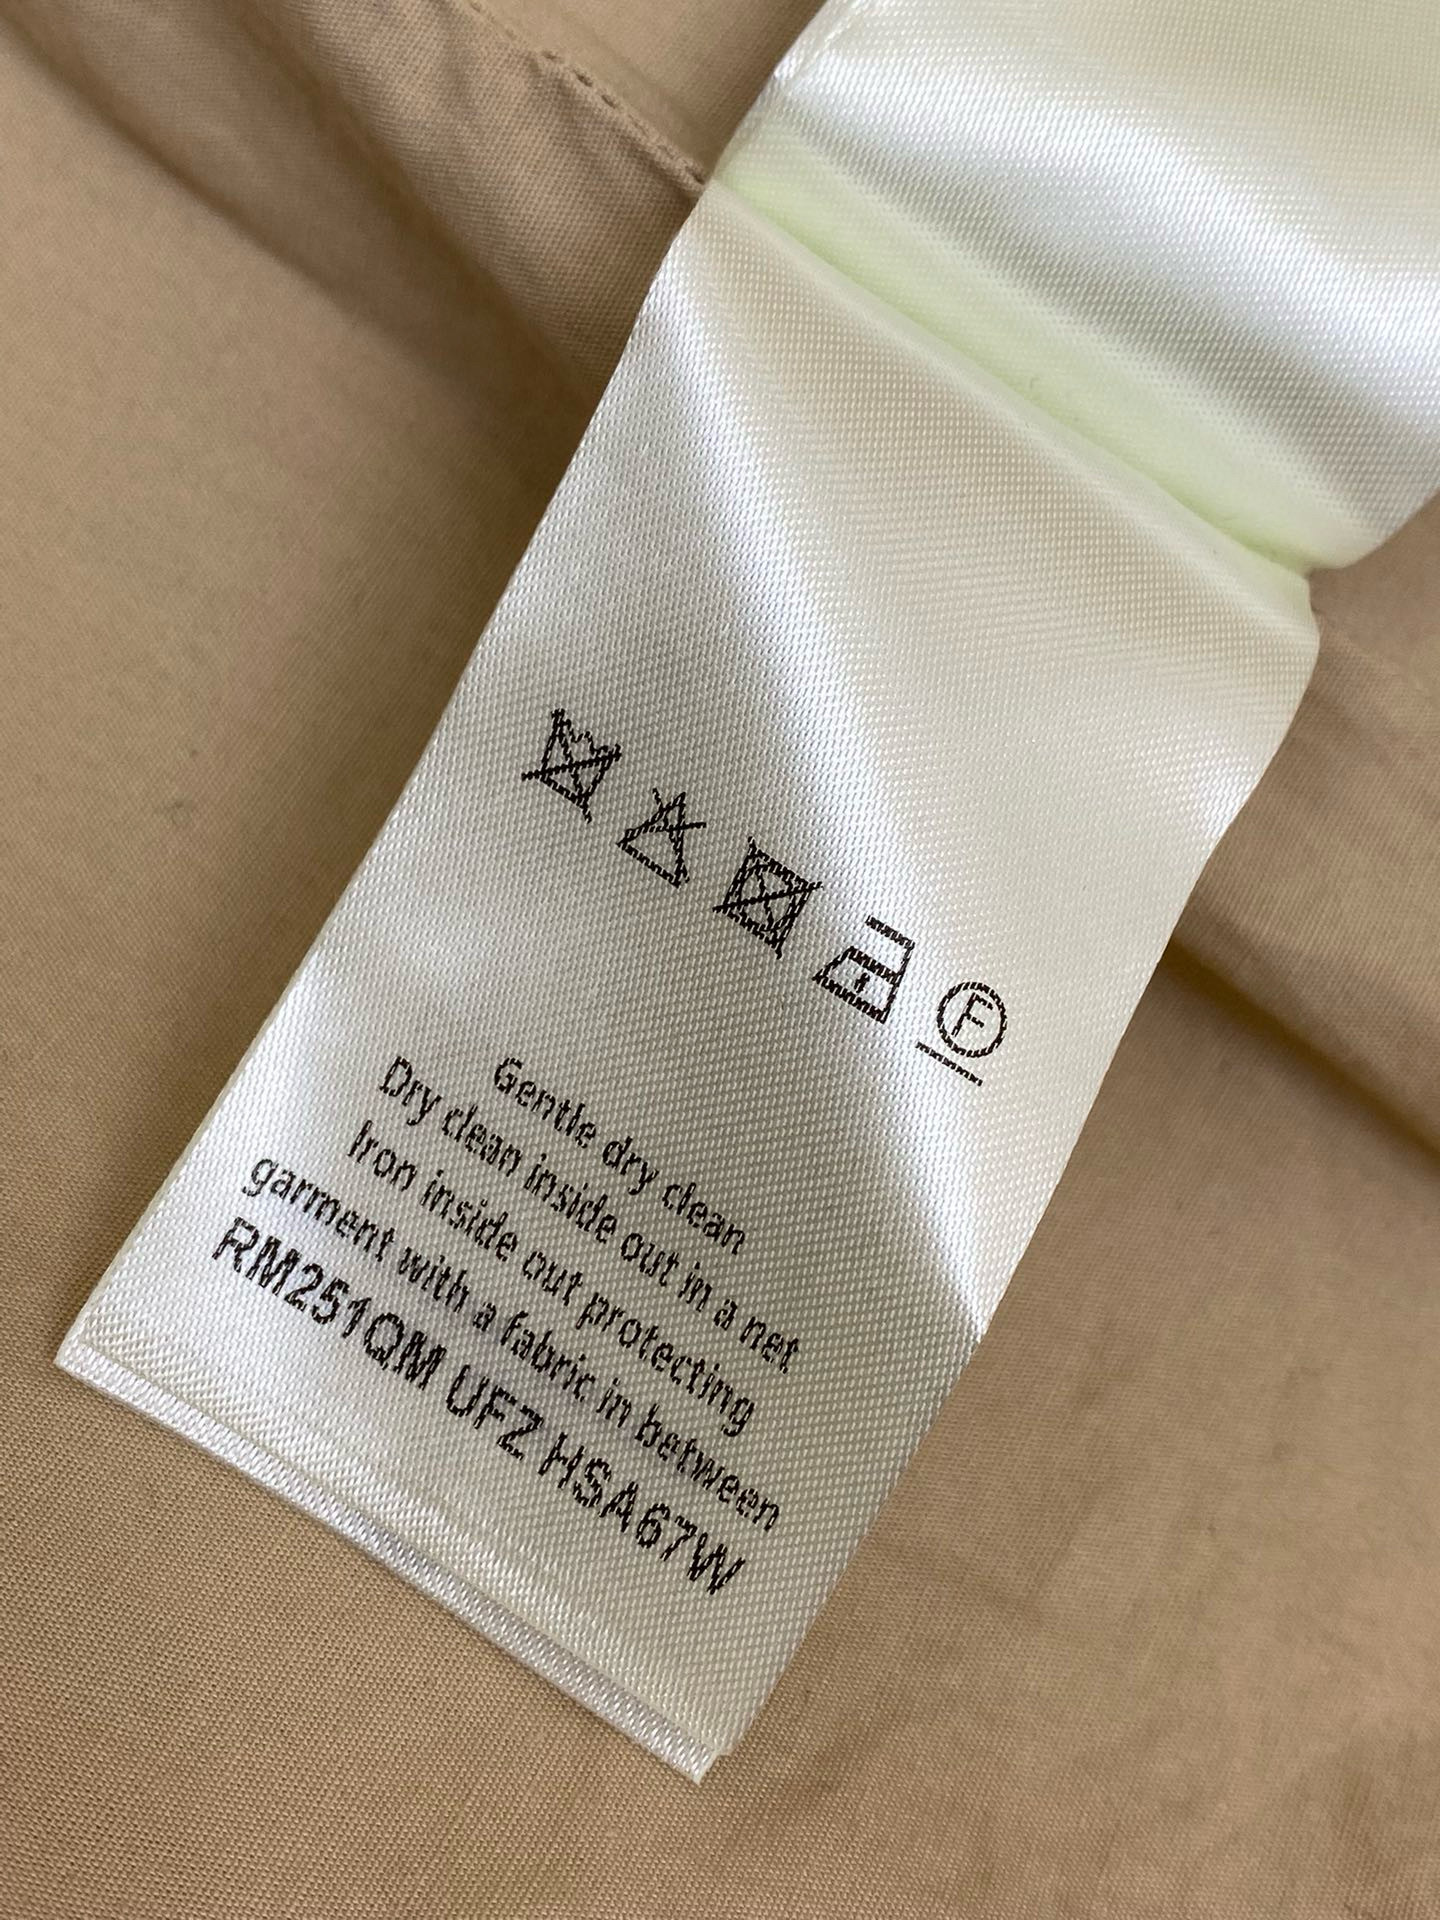 F
Gentle dry clean
Dry clean inside out in a net
Iron inside out protecting
garment with a fabric in between
RM251QM UFZ HSA67W